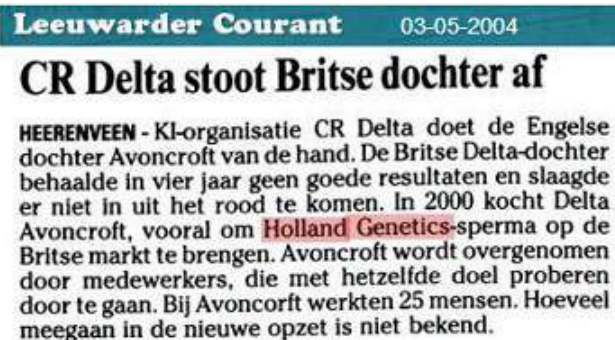 Leeuwarder Courant 03-05-2004
CR Delta stoot Britse dochter af
HEERENVEEN - KI-organisatie CR Delta doet de Engelse
dochter Avoncroft van de hand. De Britse Delta-dochter
behaalde in vier jaar geen goede resultaten en slaagde
er niet in uit het rood te komen. In 2000 kocht Delta
Avoncroft, vooral om Holland Genetics-sperma op de
Britse markt te brengen. Avoncroft wordt overgenomen
door medewerkers, die met hetzelfde doel proberen
door te gaan. Bij Avoncorft werkten 25 mensen. Hoeveel
meegaan in de nieuwe opzet is niet bekend.